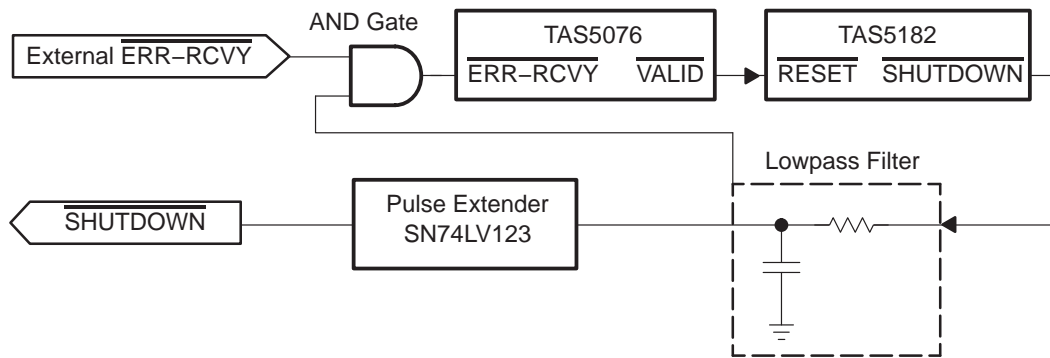 AND Gate
External ERR–RCVY
TAS5076
ERR–RCVY VALID
TAS5182
RESET SHUTDOWN
Lowpass Filter
SHUTDOWN
Pulse Extender
SN74LV123